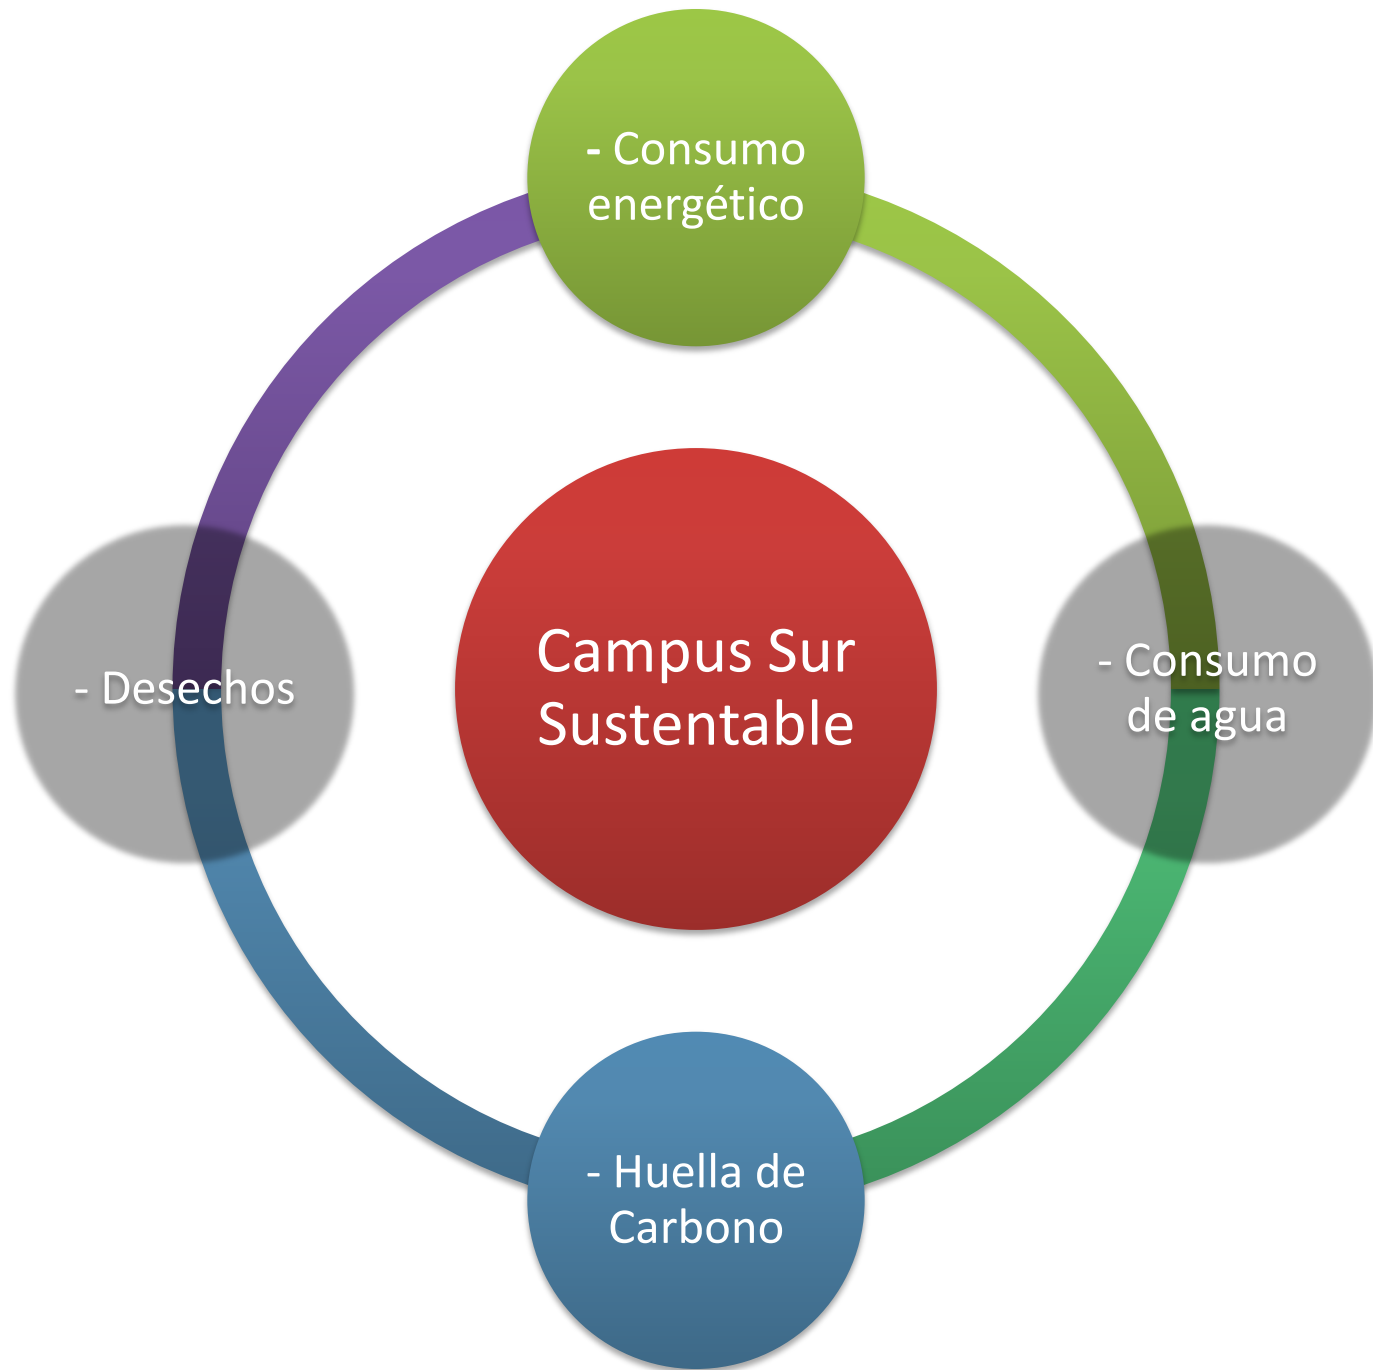 - Consumo
energético
Campus Sur
Sustentable
- Desechos
- Consumo
de agua
- Huella de
Carbono